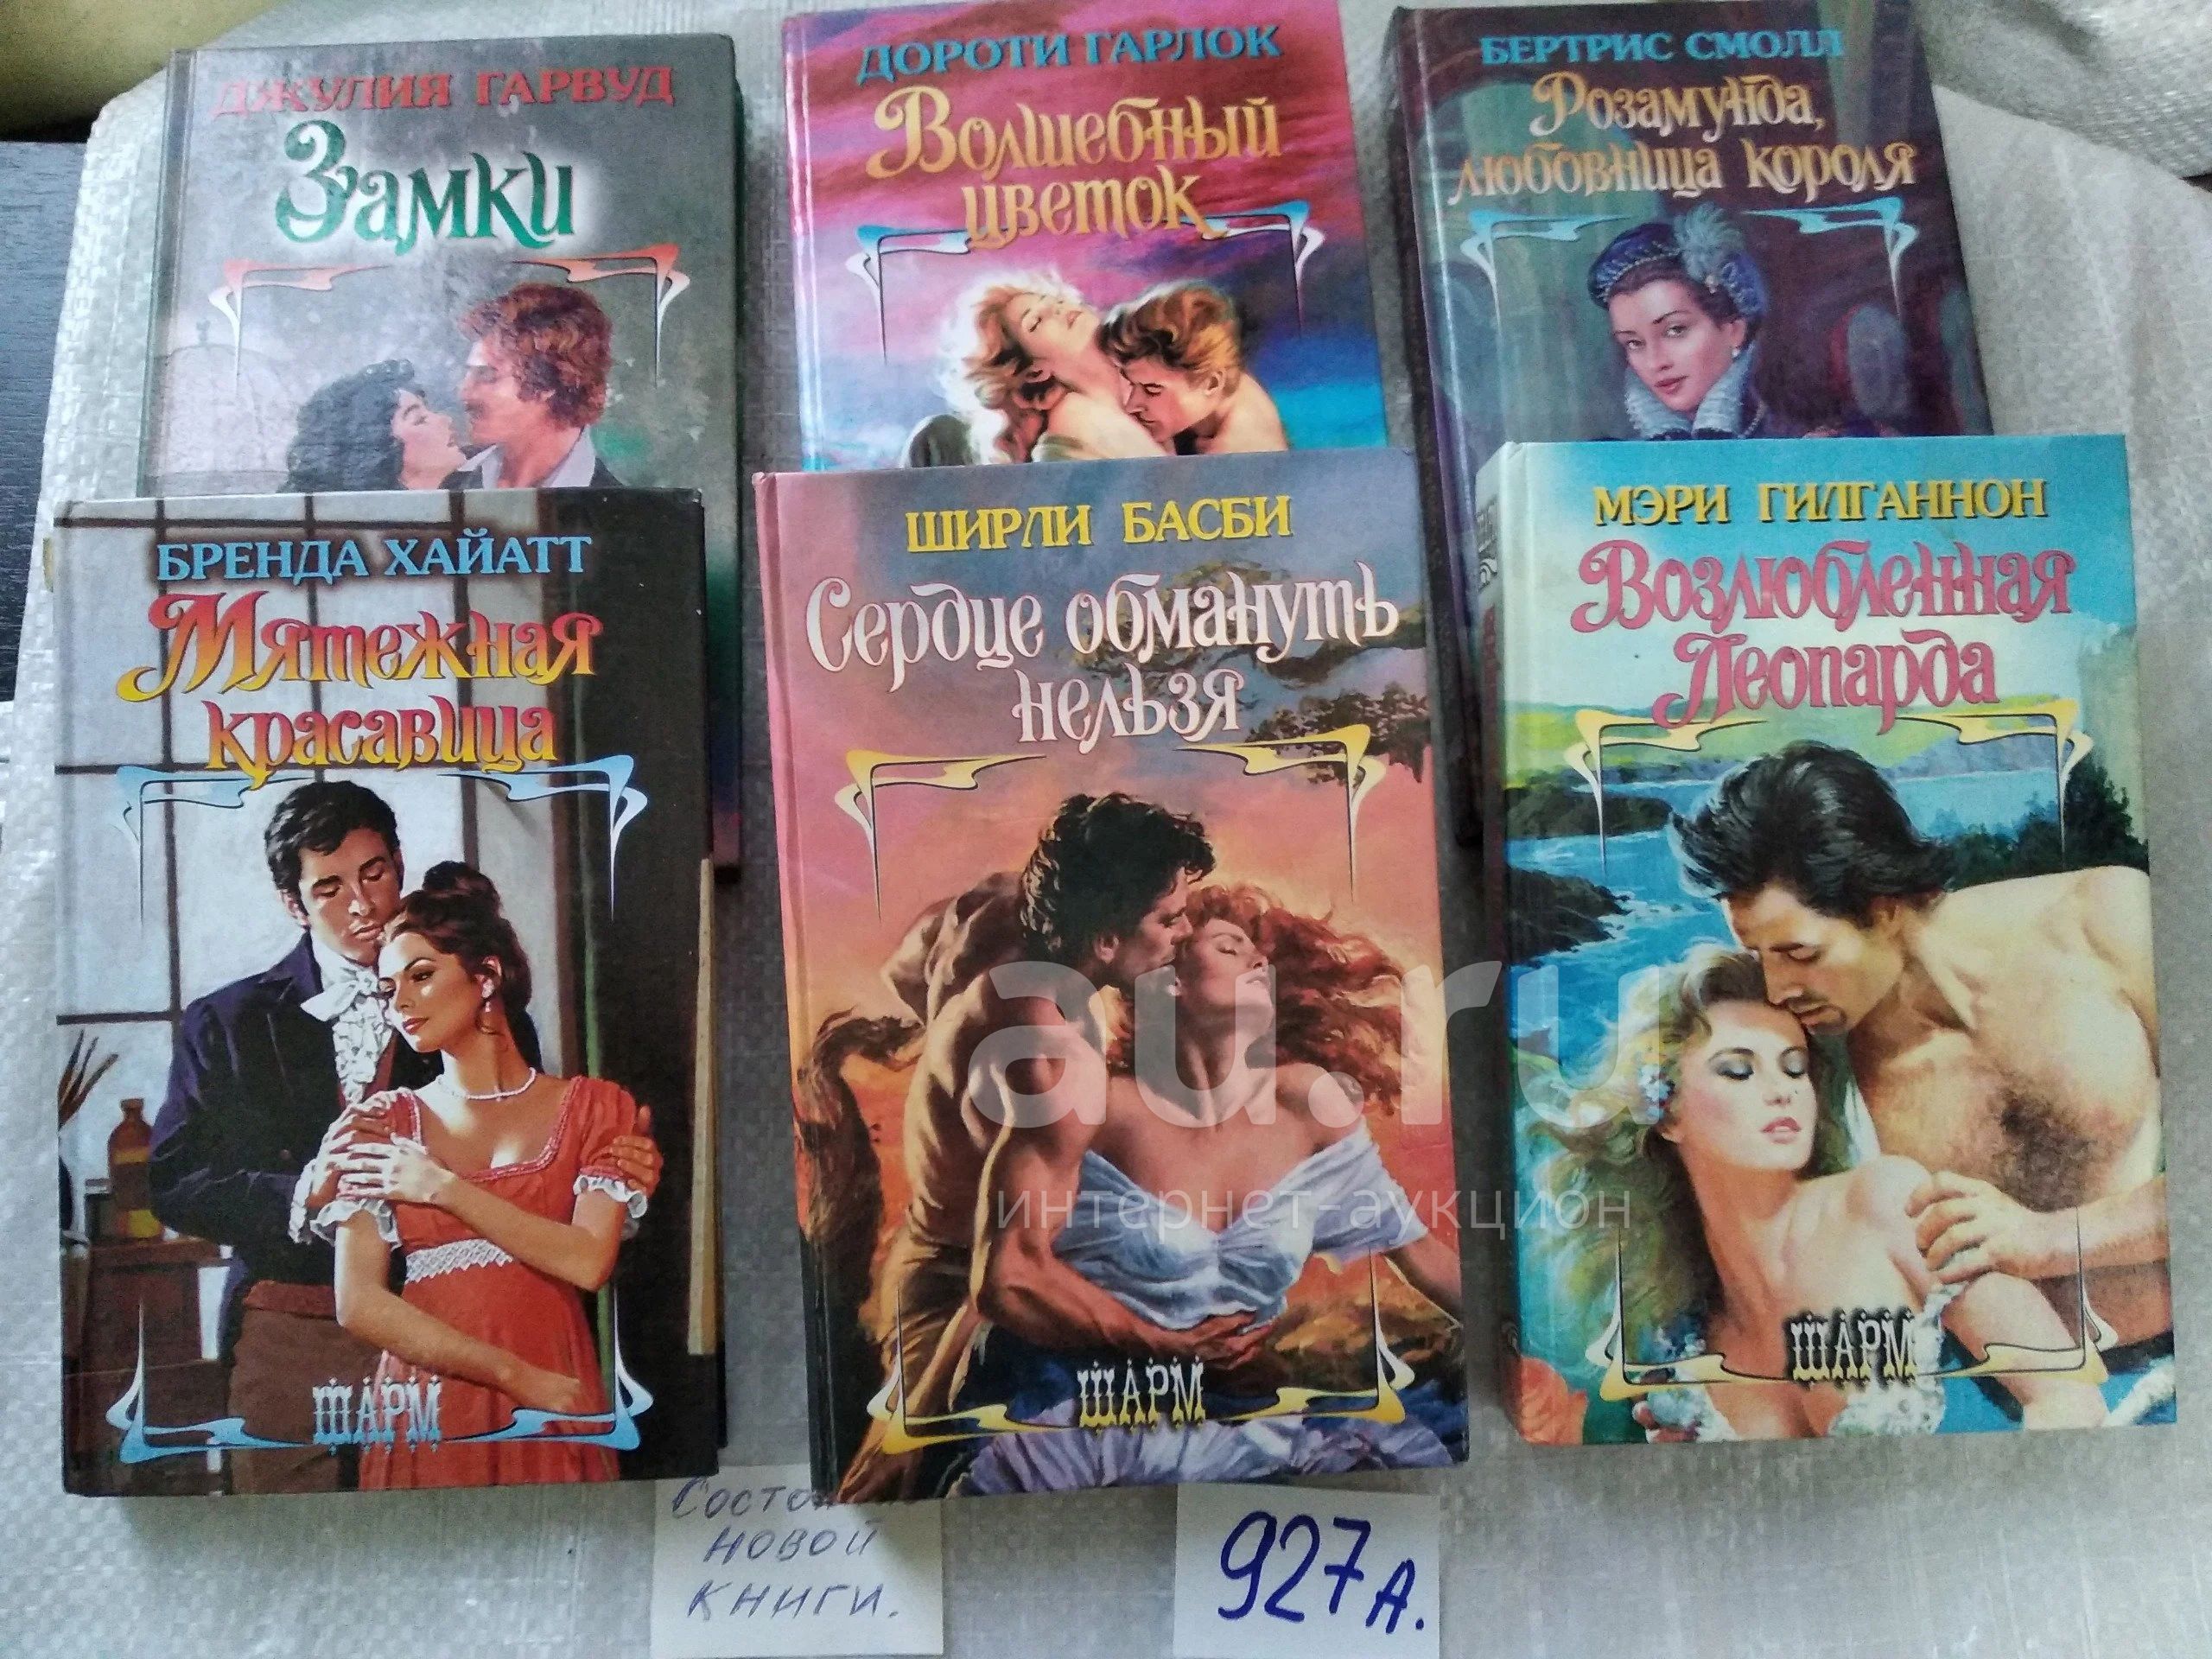 ДЖУЛИЯ ГАРВУД
Замки
ДОРОТИ ГАРЛОК
Волшебный
цветок
БЕРТРИС СМОЛЛ
Розамунда,
любовница короля
БРЕНДА ХАЙАТТ
Мятежная
красавица
ШАРМ
ШИРЛИ БАСБИ
Сердце обмануть
нельзя
ШАРМ
МЭРИ ГИЛГАННОН
Возлюбленная
Леопарда
ШАРМ
au.ru
интернет-аукцион
новой
книги.
927А.